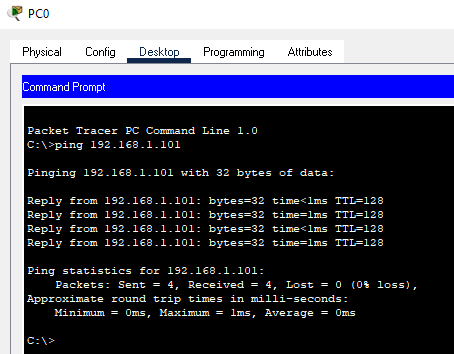 PC0
Physical Config Desktop Programming Attributes
Command Prompt
Packet Tracer PC Command Line 1.0
C:\>ping 192.168.1.101
Pinging 192.168.1.101 with 32 bytes of data:
Reply from 192.168.1.101: bytes=32 time<1ms TTL=128
Reply from 192.168.1.101: bytes=32 time=1ms TTL=128
Reply from 192.168.1.101: bytes=32 time<1ms TTL=128
Reply from 192.168.1.101: bytes=32 time=1ms TTL=128
Ping statistics for 192.168.1.101:
Packets: Sent = 4, Received = 4, Lost = 0 (0% loss),
Approximate round trip times in milli-seconds:
Minimum = 0ms, Maximum = 1ms, Average = 0ms
C:\>